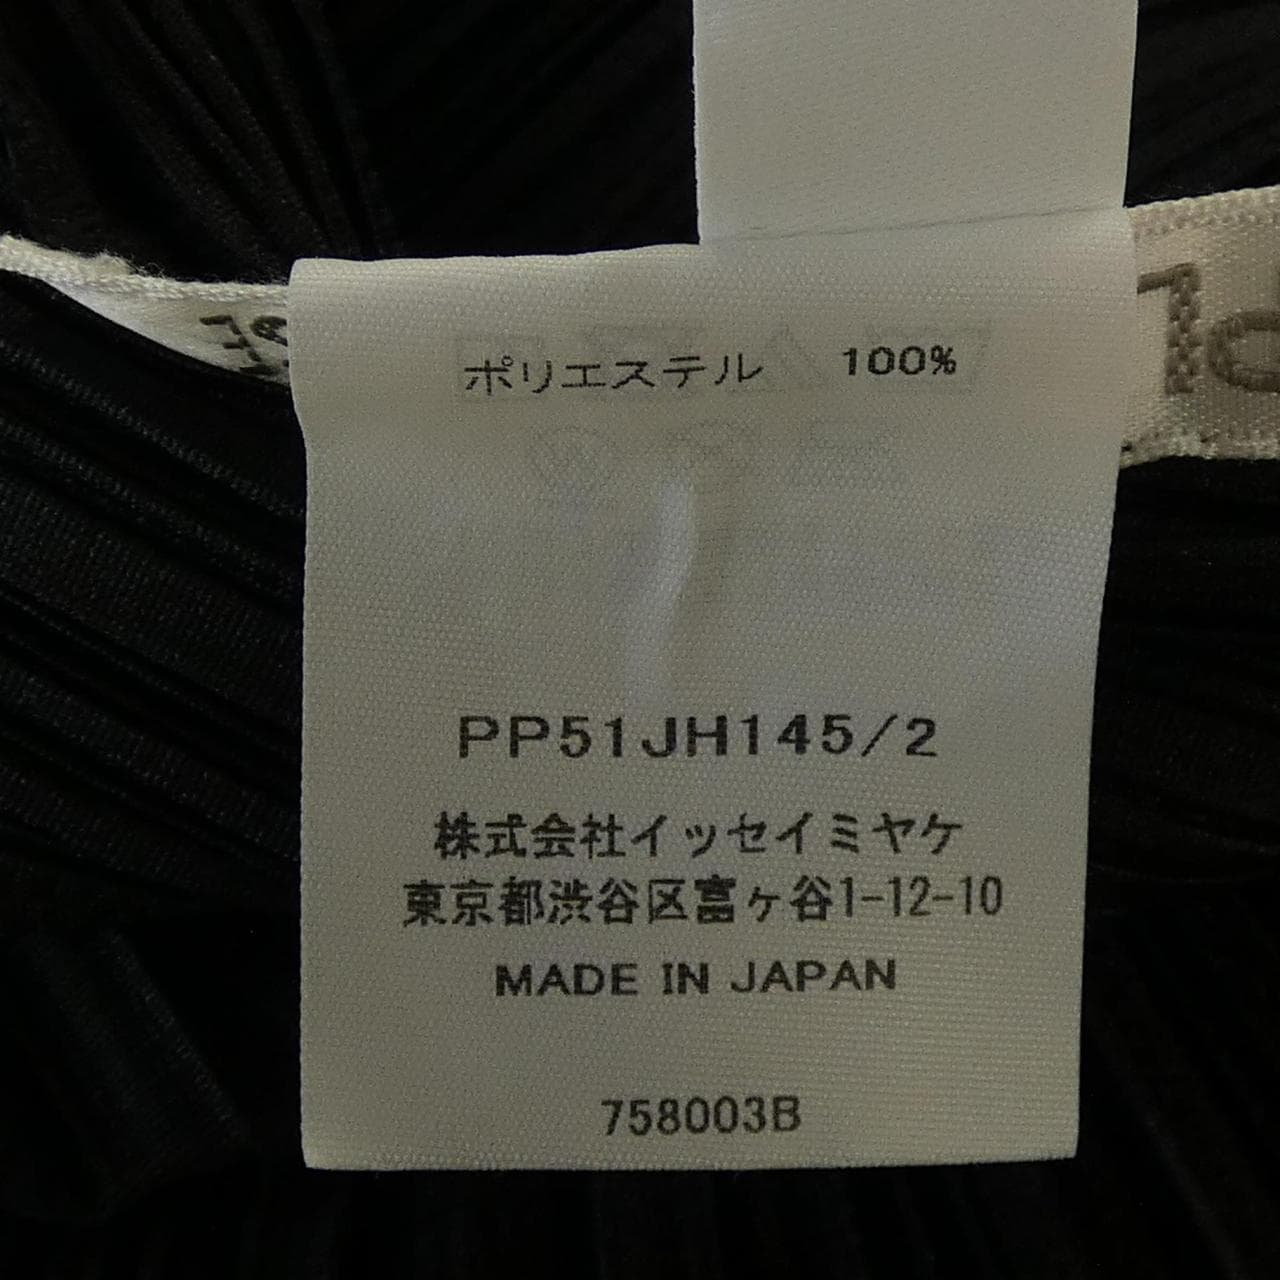 ポリエステル 100%
PP51JH145/2
株式会社イッセイミヤケ
東京都渋谷区富ヶ谷1-12-10
MADE IN JAPAN
758003B